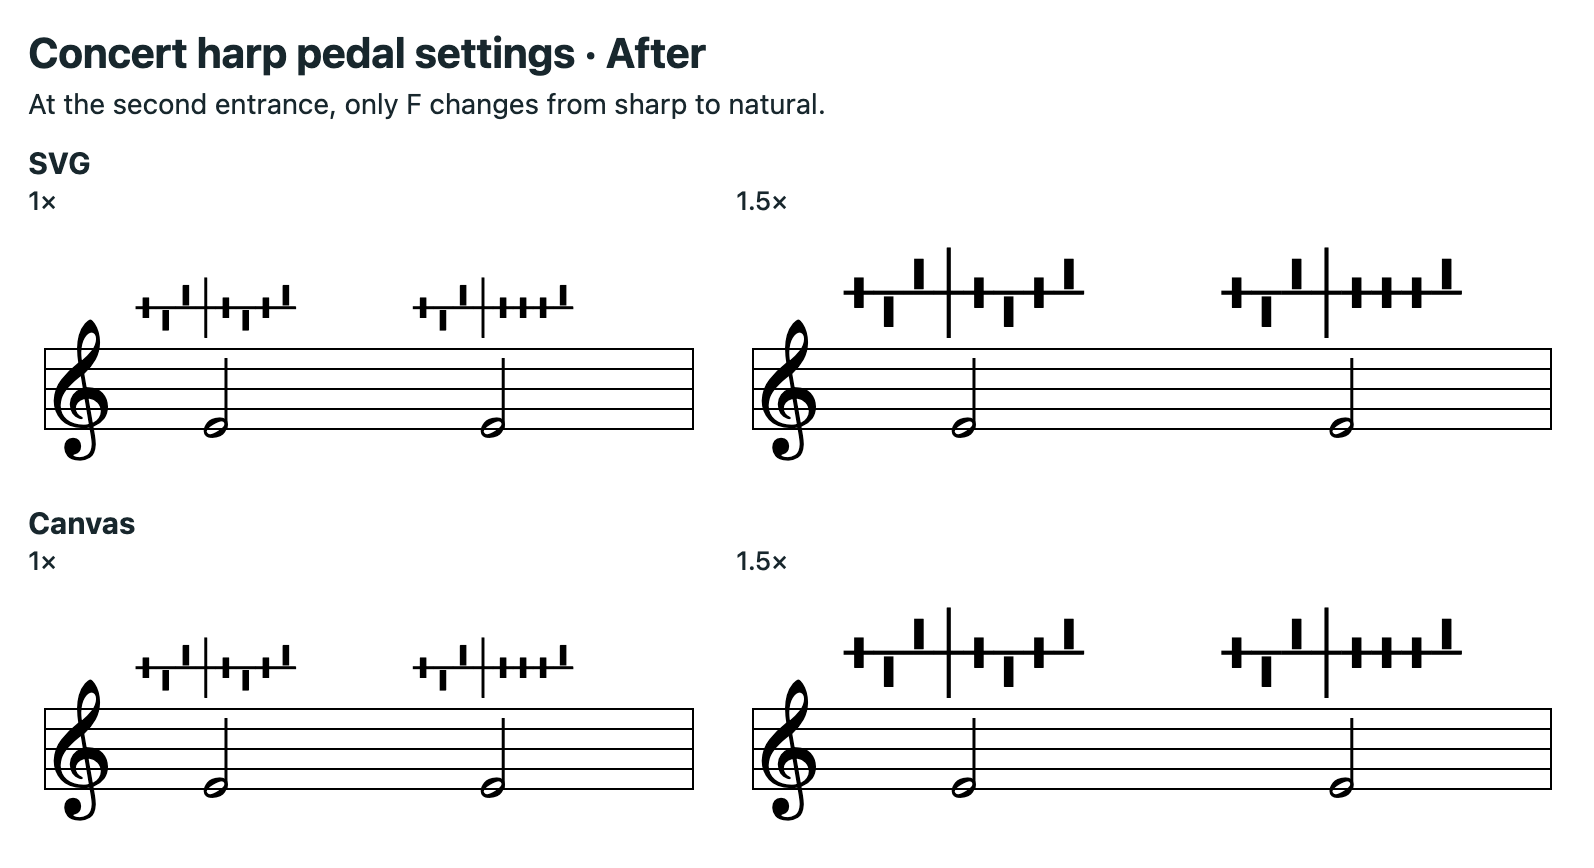 Concert harp pedal settings · After
At the second entrance, only F changes from sharp to natural.
SVG
1×
1.5×
Canvas
1×
1.5×